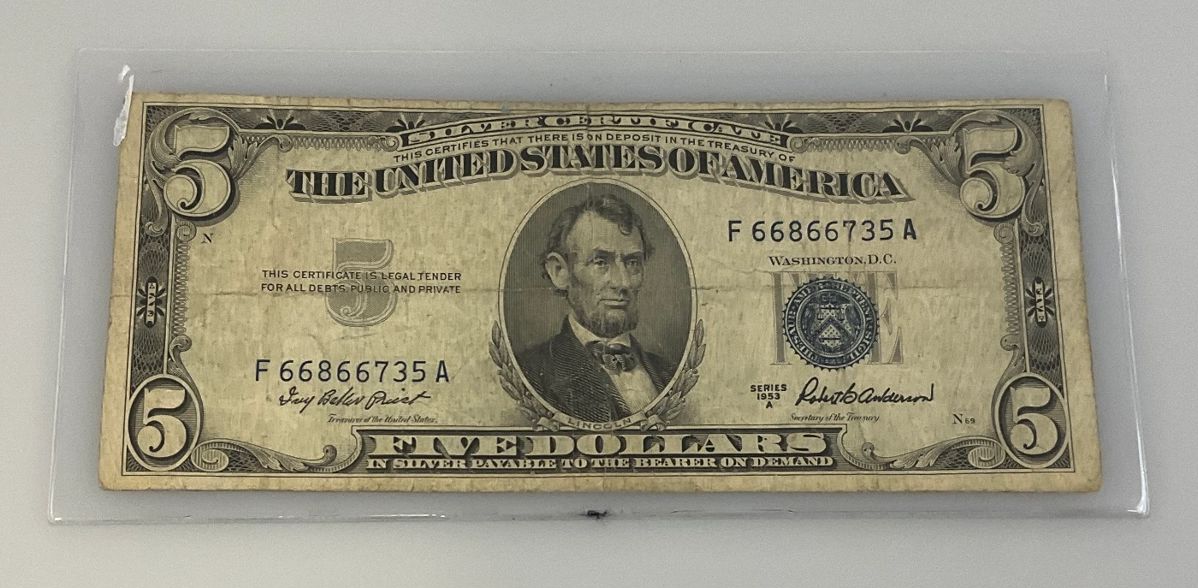 SILVER CERTIFICATE
THIS CERTIFIES THAT THERE IS ON DEPOSIT IN THE TREASURY OF
THE UNITED STATES OF AMERICA
5
5
N
F 66866735 A
WASHINGTON, D.C.
5
THIS CERTIFICATE IS LEGAL TENDER
FOR ALL DEBTS, PUBLIC AND PRIVATE
FIVE
FIVE
F 66866735 A
Ivy Baker Priest
Treasurer of the United States.
SERIES
1953
A
Robert B Anderson
Secretary of the Treasury
N 69
LINCOLN
5
5
FIVE DOLLARS
IN SILVER PAYABLE TO THE BEARER ON DEMAND